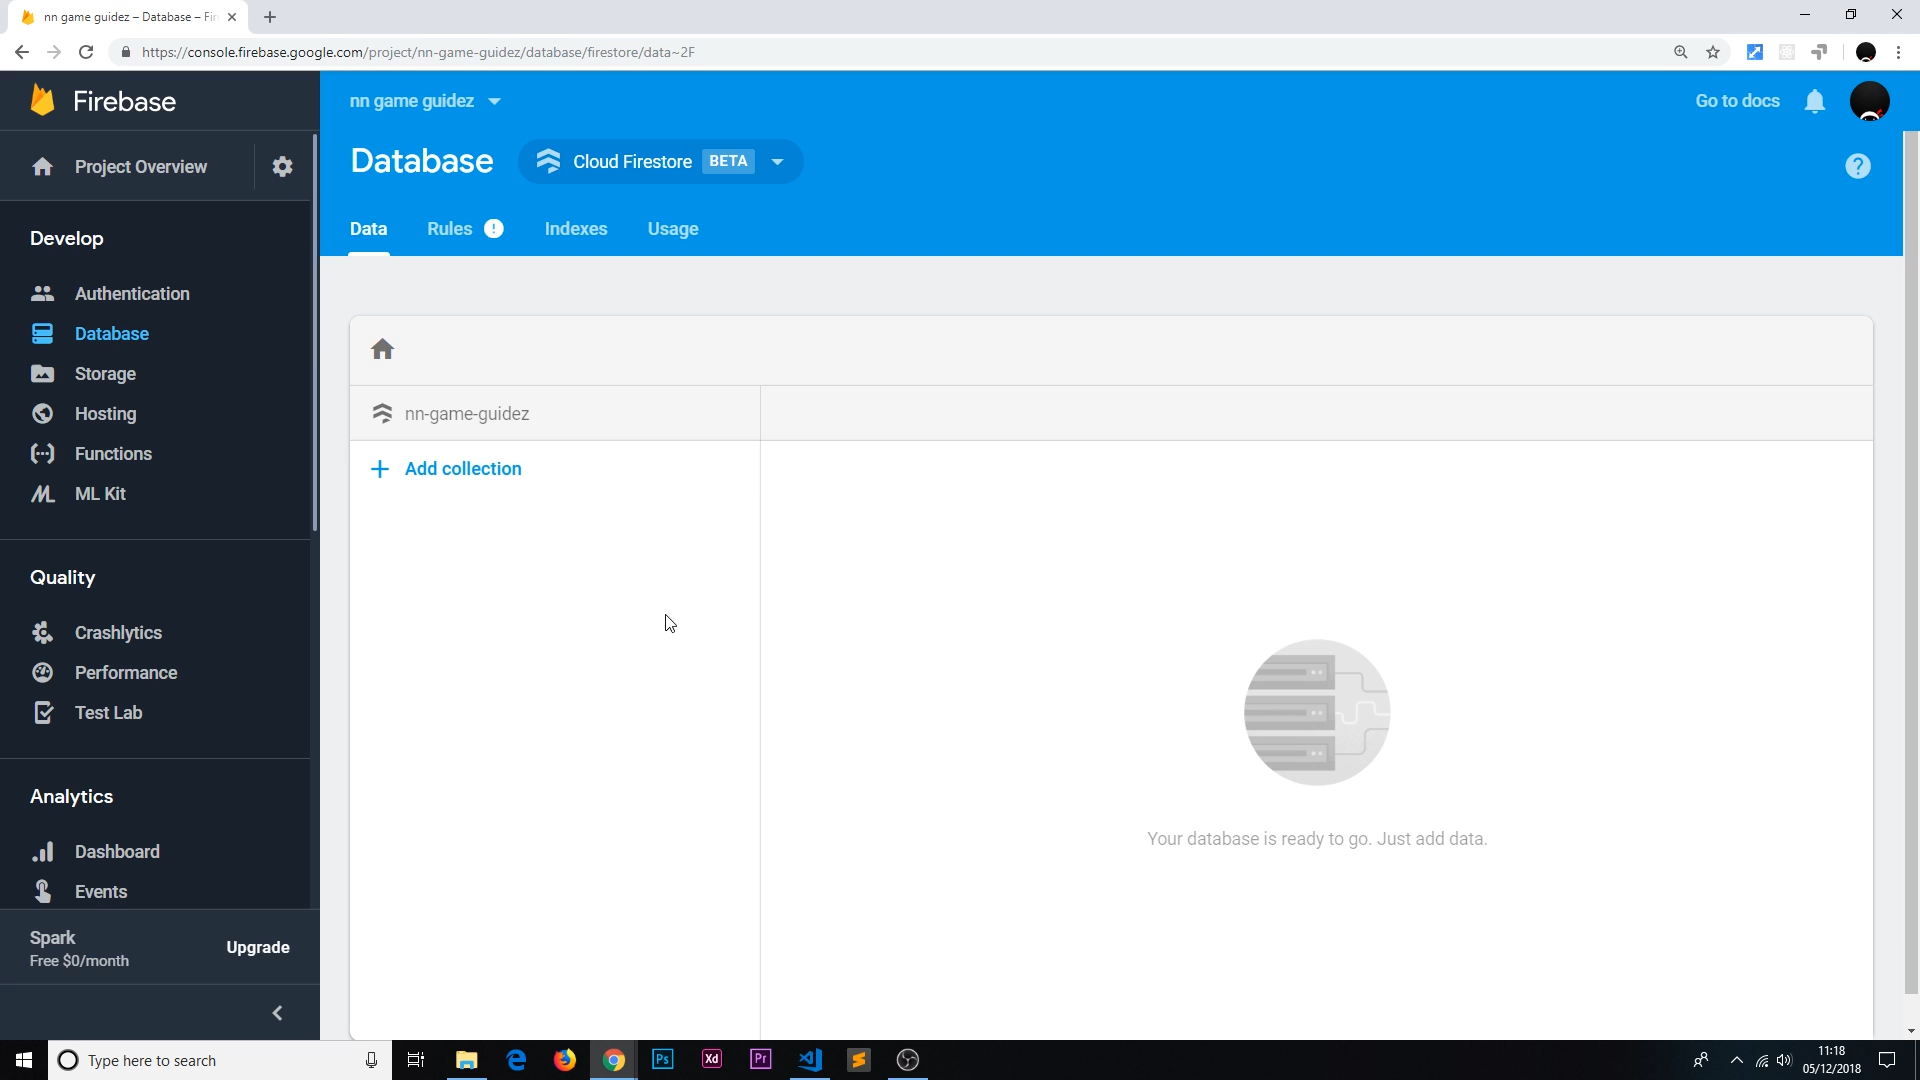 nn game guidez – Database – Fir
https://console.firebase.google.com/project/nn-game-guidez/database/firestore/data~2F
Firebase
nn game guidez
Go to docs
Project Overview
Database
Cloud Firestore BETA
Develop
Data
Rules
Indexes
Usage
Authentication
Database
Storage
Hosting
Functions
ML Kit
nn-game-guidez
Add collection
Quality
Crashlytics
Performance
Test Lab
Your database is ready to go. Just add data.
Analytics
Dashboard
Events
Spark
Free $0/month
Upgrade
Type here to search
Ps
Xd
Pr
11:18
05/12/2018